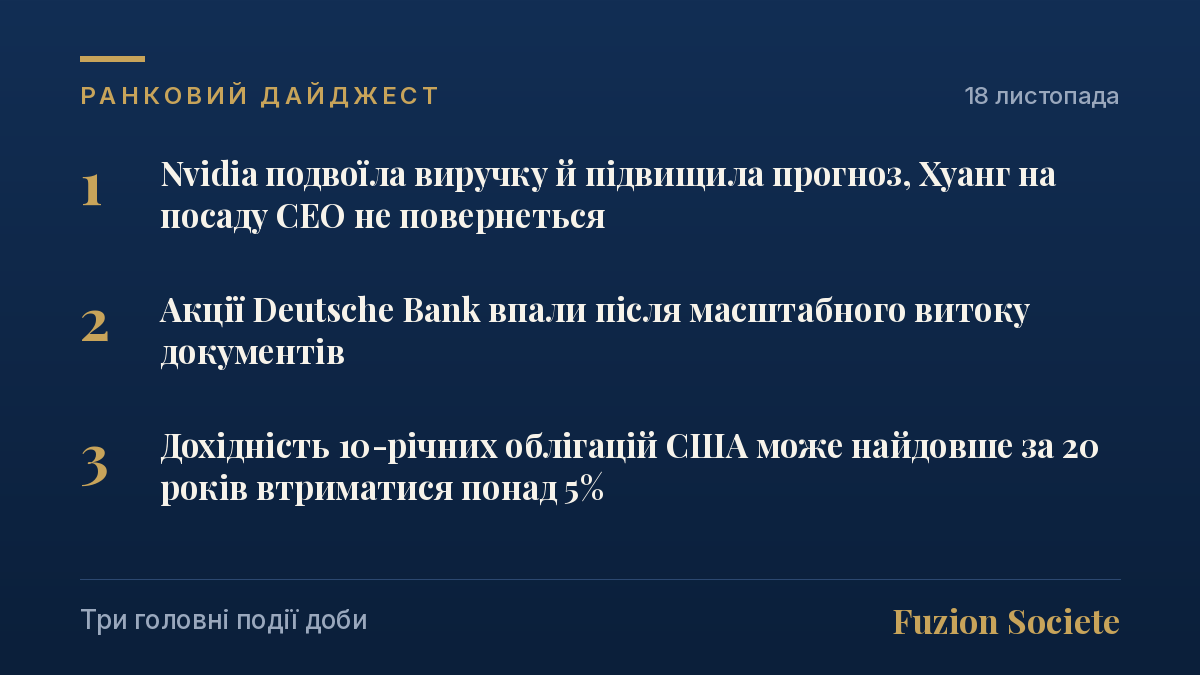 РАНКОВИЙ ДАЙДЖЕСТ
18 листопада
1
Nvidia подвоїла виручку й підвищила прогноз, Хуанг на
посаду CEO не повернеться
2
Акції Deutsche Bank впали після масштабного витоку
документів
3
Дохідність 10-річних облігацій США може найдовше за 20
років втриматися понад 5%
Три головні події доби
Fuzion Societe